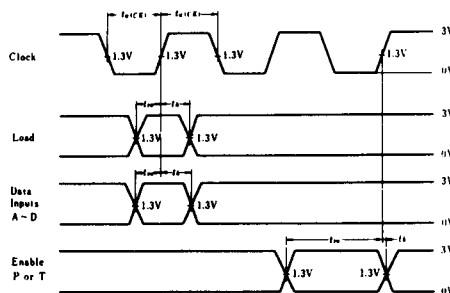 tw(CK) tw(CK)
3V
Clock 1.3V 1.3V 1.3V 1.3V
0V
tsu th
3V
Load 1.3V 1.3V
0V
tsu th
3V
Data
Inputs 1.3V 1.3V
A ~ D
0V
tsu th
3V
Enable
P or T 1.3V 1.3V
0V